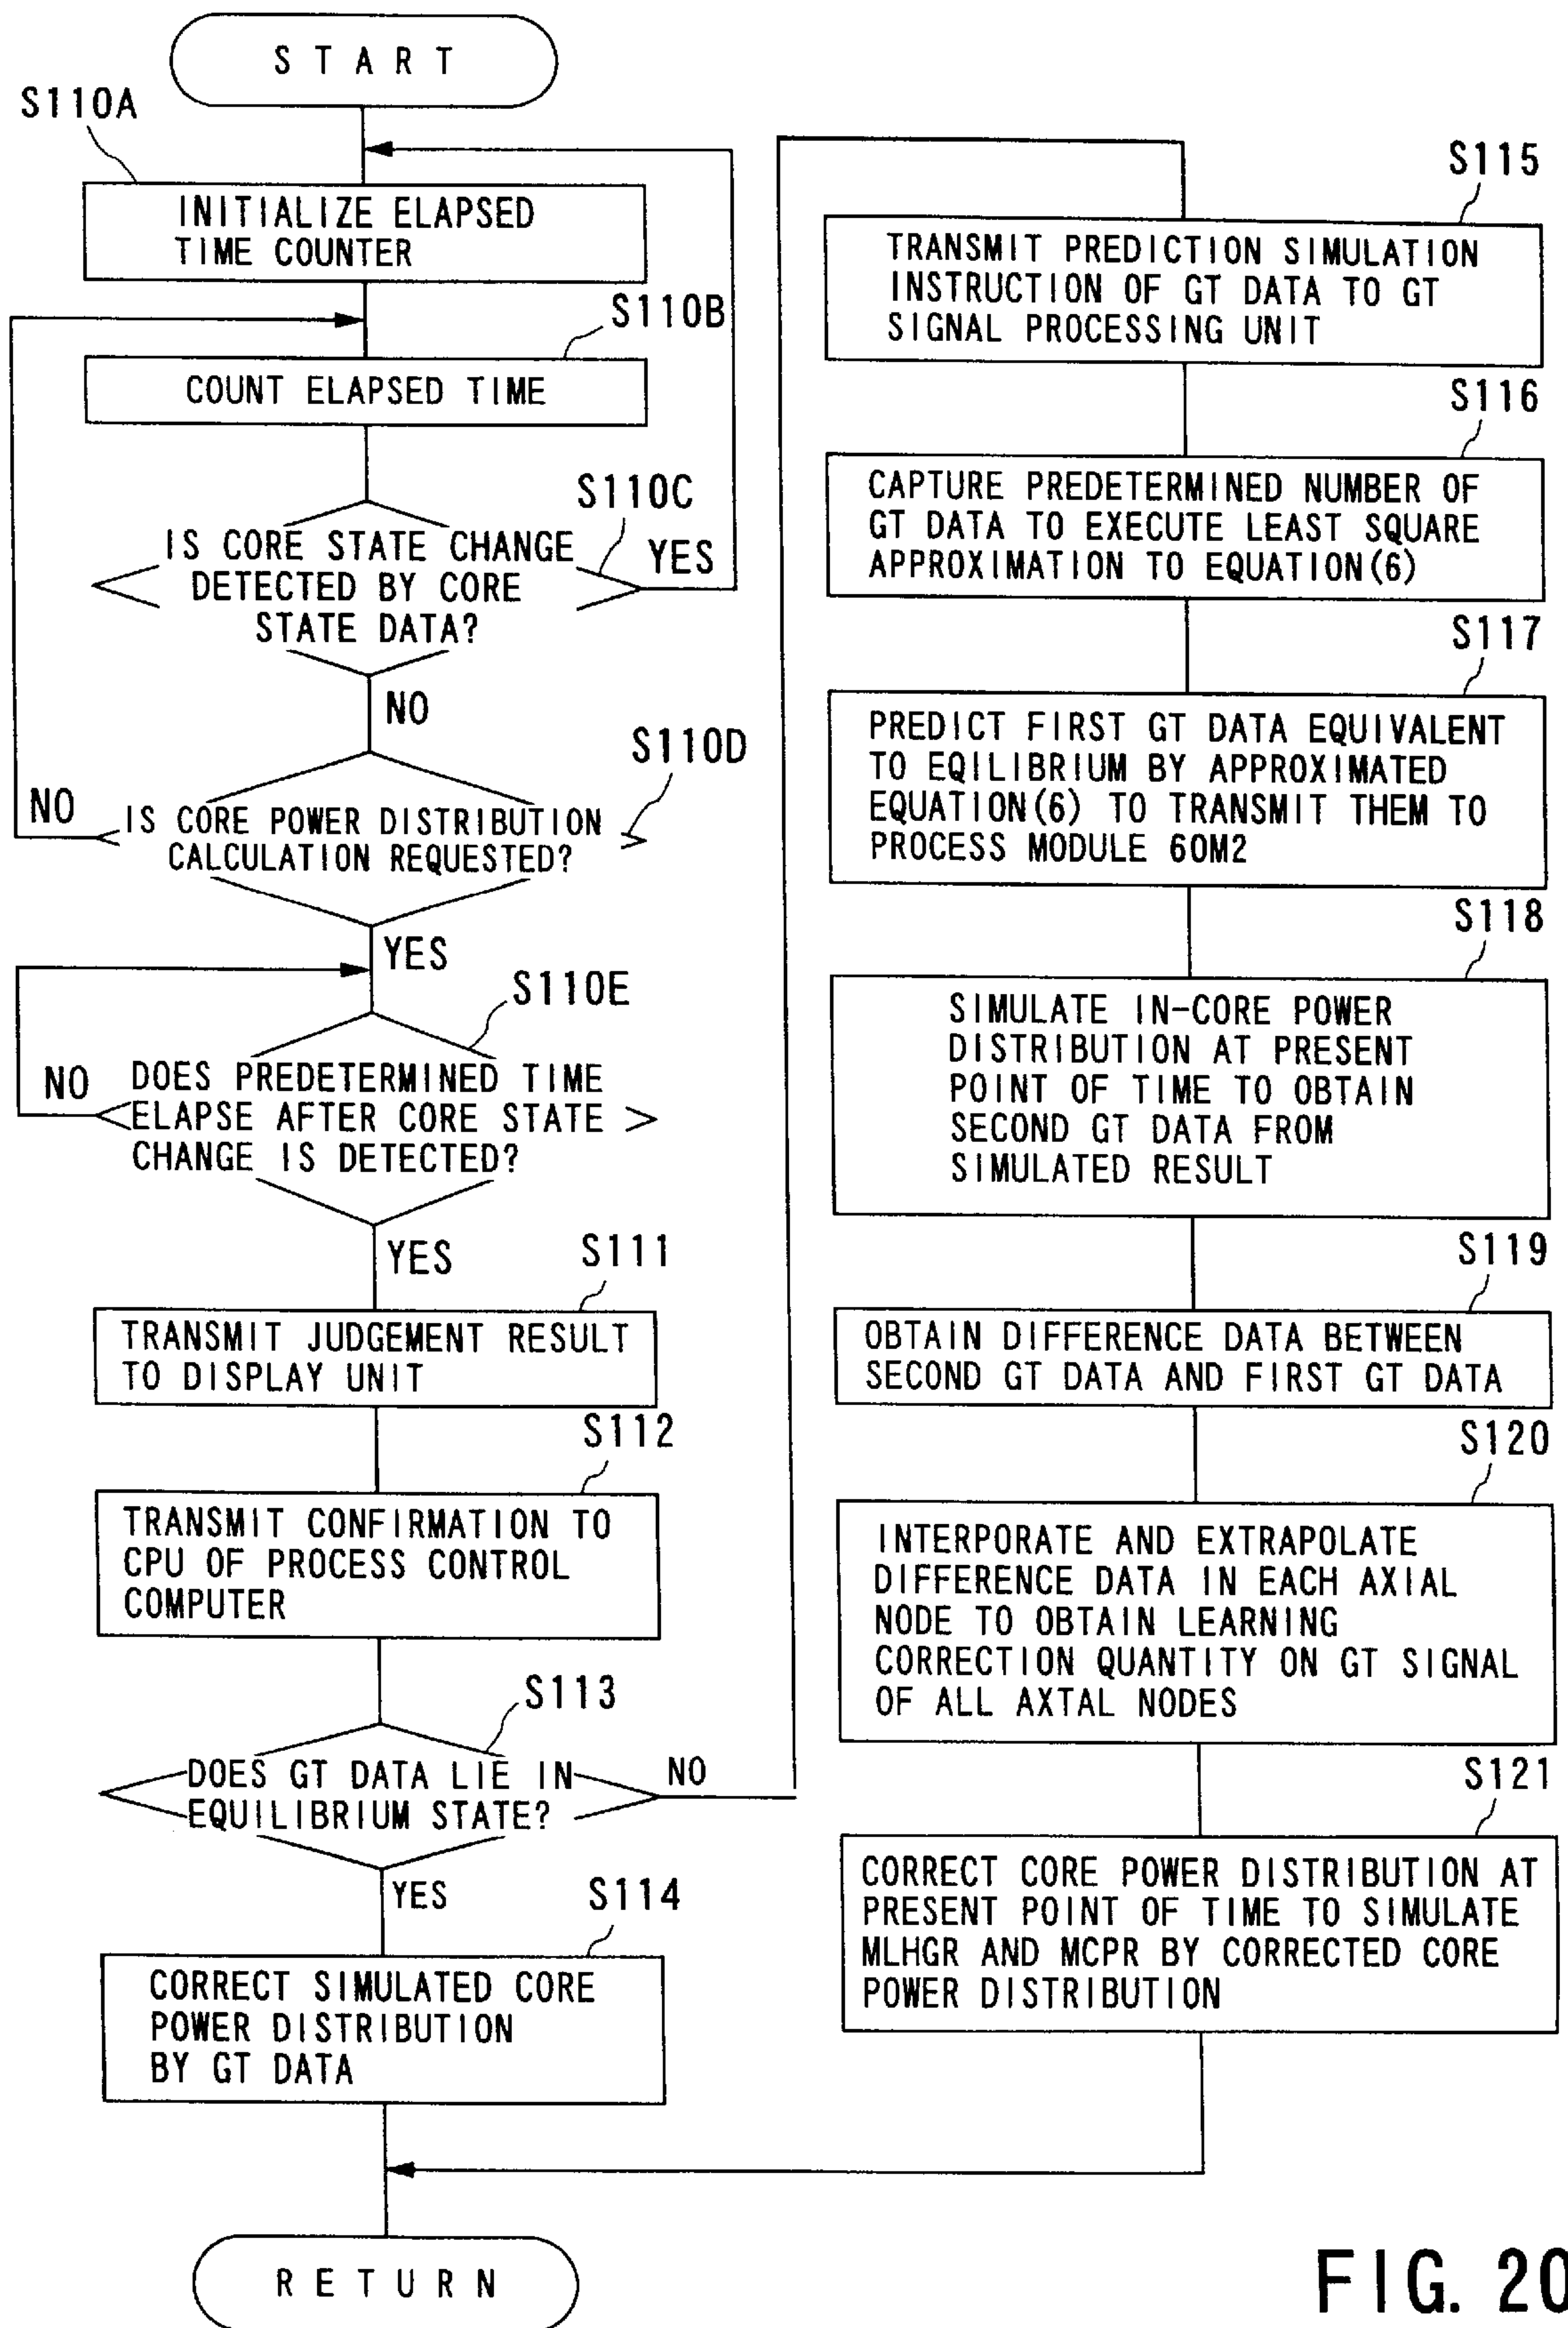 START
S110A
INITIALIZE ELAPSED
TIME COUNTER
S110B
COUNT ELAPSED TIME
S110C
IS CORE STATE CHANGE
DETECTED BY CORE
STATE DATA?
YES
NO
S110D
IS CORE POWER DISTRIBUTION
CALCULATION REQUESTED?
NO
YES
S110E
DOES PREDETERMINED TIME
ELAPSE AFTER CORE STATE
CHANGE IS DETECTED?
NO
YES
S111
TRANSMIT JUDGEMENT RESULT
TO DISPLAY UNIT
S112
TRANSMIT CONFIRMATION TO
CPU OF PROCESS CONTROL
COMPUTER
S113
DOES GT DATA LIE IN
EQUILIBRIUM STATE?
NO
YES
S114
CORRECT SIMULATED CORE
POWER DISTRIBUTION
BY GT DATA
RETURN
S115
TRANSMIT PREDICTION SIMULATION
INSTRUCTION OF GT DATA TO GT
SIGNAL PROCESSING UNIT
S116
CAPTURE PREDETERMINED NUMBER OF
GT DATA TO EXECUTE LEAST SQUARE
APPROXIMATION TO EQUATION(6)
S117
PREDICT FIRST GT DATA EQUIVALENT
TO EQILIBRIUM BY APPROXIMATED
EQUATION(6) TO TRANSMIT THEM TO
PROCESS MODULE 60M2
S118
SIMULATE IN-CORE POWER
DISTRIBUTION AT PRESENT
POINT OF TIME TO OBTAIN
SECOND GT DATA FROM
SIMULATED RESULT
S119
OBTAIN DIFFERENCE DATA BETWEEN
SECOND GT DATA AND FIRST GT DATA
S120
INTERPORATE AND EXTRAPOLATE
DIFFERENCE DATA IN EACH AXIAL
NODE TO OBTAIN LEARNING
CORRECTION QUANTITY ON GT SIGNAL
OF ALL AXTAL NODES
S121
CORRECT CORE POWER DISTRIBUTION AT
PRESENT POINT OF TIME TO SIMULATE
MLHGR AND MCPR BY CORRECTED CORE
POWER DISTRIBUTION
FIG. 20